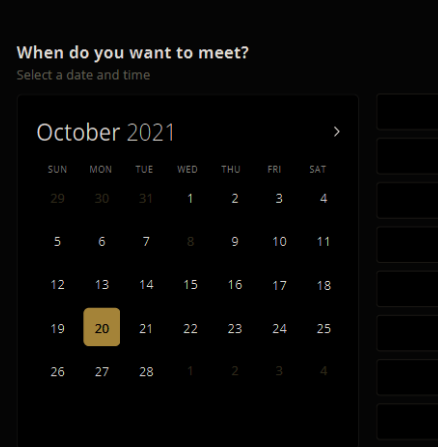 When do you want to meet?
Select a date and time
October 2021 >
SUN MON TUE WED THU FRI SAT
29 30 31 1 2 3 4
5 6 7 8 9 10 11
12 13 14 15 16 17 18
19 20 21 22 23 24 25
26 27 28 1 2 3 4